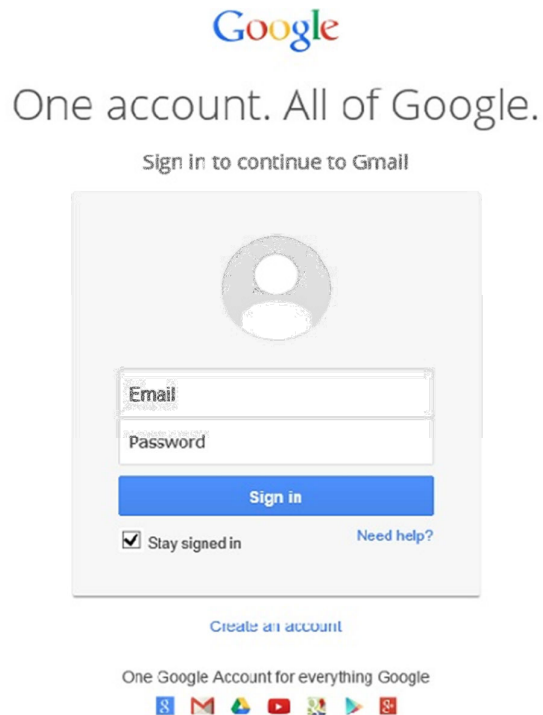 Google
One account. All of Google.
Sign in to continue to Gmail
Email
Password
Sign in
Stay signed in
Need help?
Create an account
One Google Account for everything Google